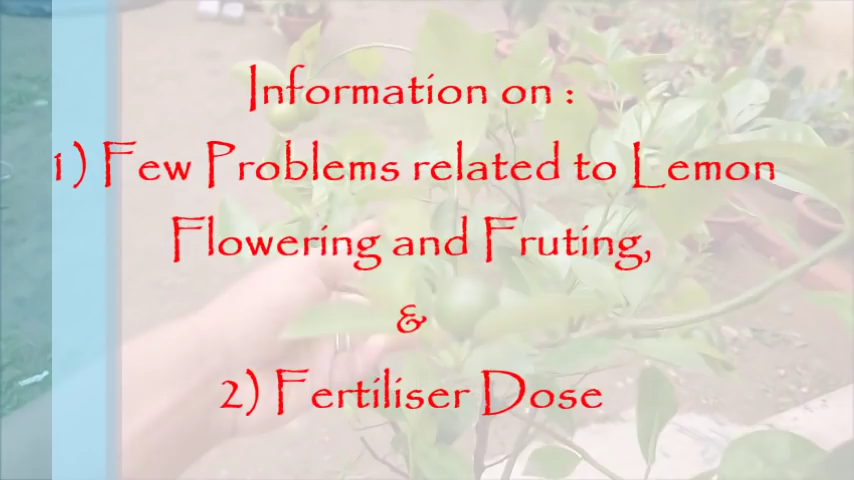 Information on :
1) Few Problems related to Lemon
Flowering and Fruting,
&
2) Fertiliser Dose